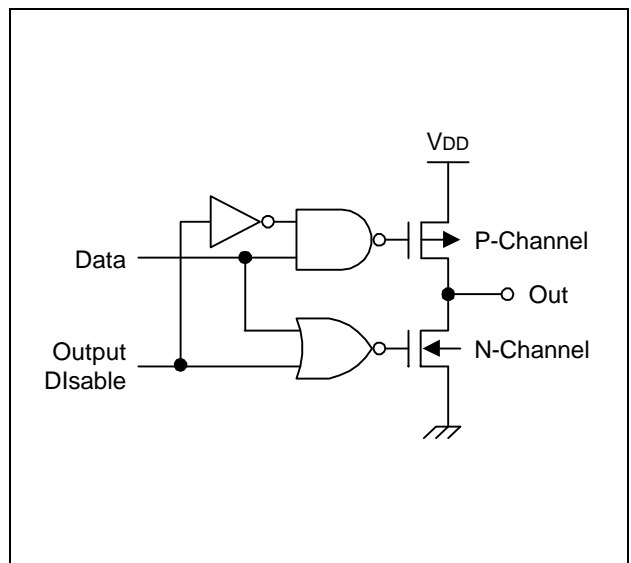 VDD
P-Channel
Data
Out
Output
DIsable
N-Channel